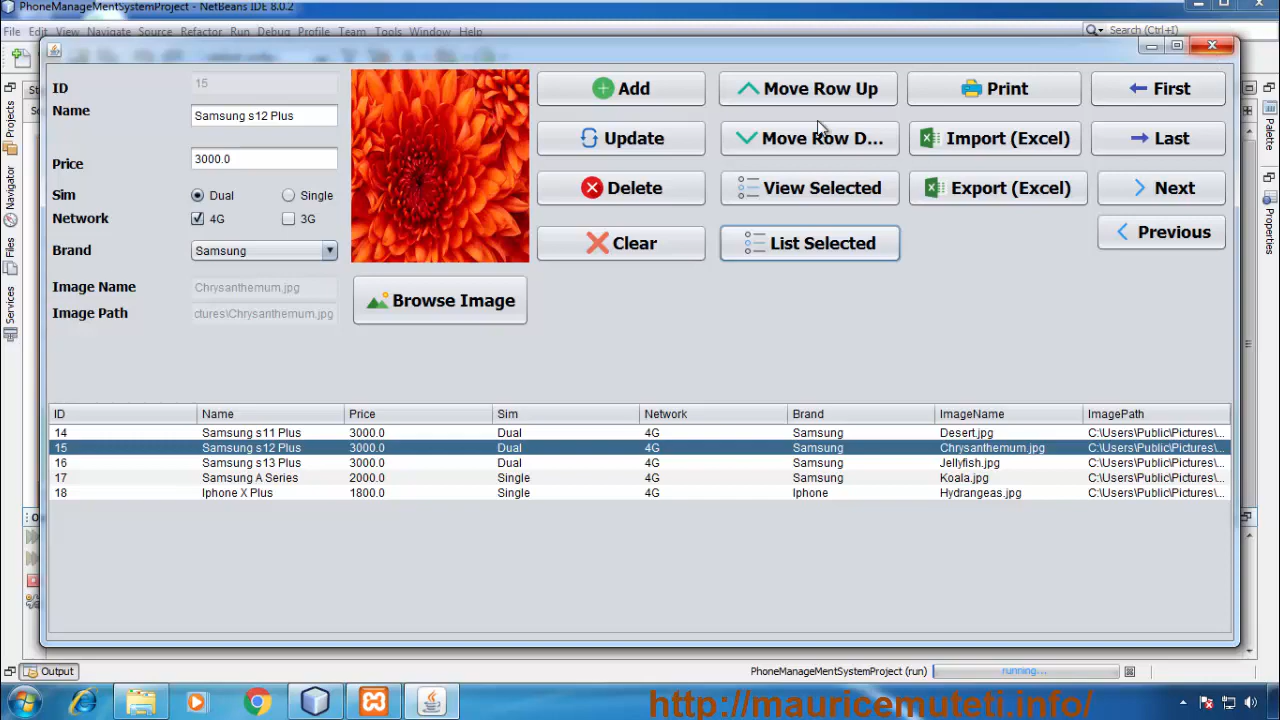 PhoneManageMentSystemProject - NetBeans IDE 8.0.2
File Edit View Navigate Source Refactor Run Debug Profile Team Tools Window Help
Search (Ctrl+I)
ID 15
Name Samsung s12 Plus
Price 3000.0
Sim Dual Single
Network 4G 3G
Brand Samsung
Image Name Chrysanthemum.jpg
Image Path ctures\Chrysanthemum.jpg
Browse Image
Add Move Row Up Print First
Update Move Row D... Import (Excel) Last
Delete View Selected Export (Excel) Next
Clear List Selected Previous
ID Name Price Sim Network Brand ImageName ImagePath
14 Samsung s11 Plus 3000.0 Dual 4G Samsung Desert.jpg C:\Users\Public\Pictures\...
15 Samsung s12 Plus 3000.0 Dual 4G Samsung Chrysanthemum.jpg C:\Users\Public\Pictures\...
16 Samsung s13 Plus 3000.0 Dual 4G Samsung Jellyfish.jpg C:\Users\Public\Pictures\...
17 Samsung A Series 2000.0 Single 4G Samsung Koala.jpg C:\Users\Public\Pictures\...
18 Iphone X Plus 1800.0 Single 4G Iphone Hydrangeas.jpg C:\Users\Public\Pictures\...
Projects
Navigator
Files
Services
Palette
Properties
Output
PhoneManageMentSystemProject (run) running...
http://mauricemuteti.info/